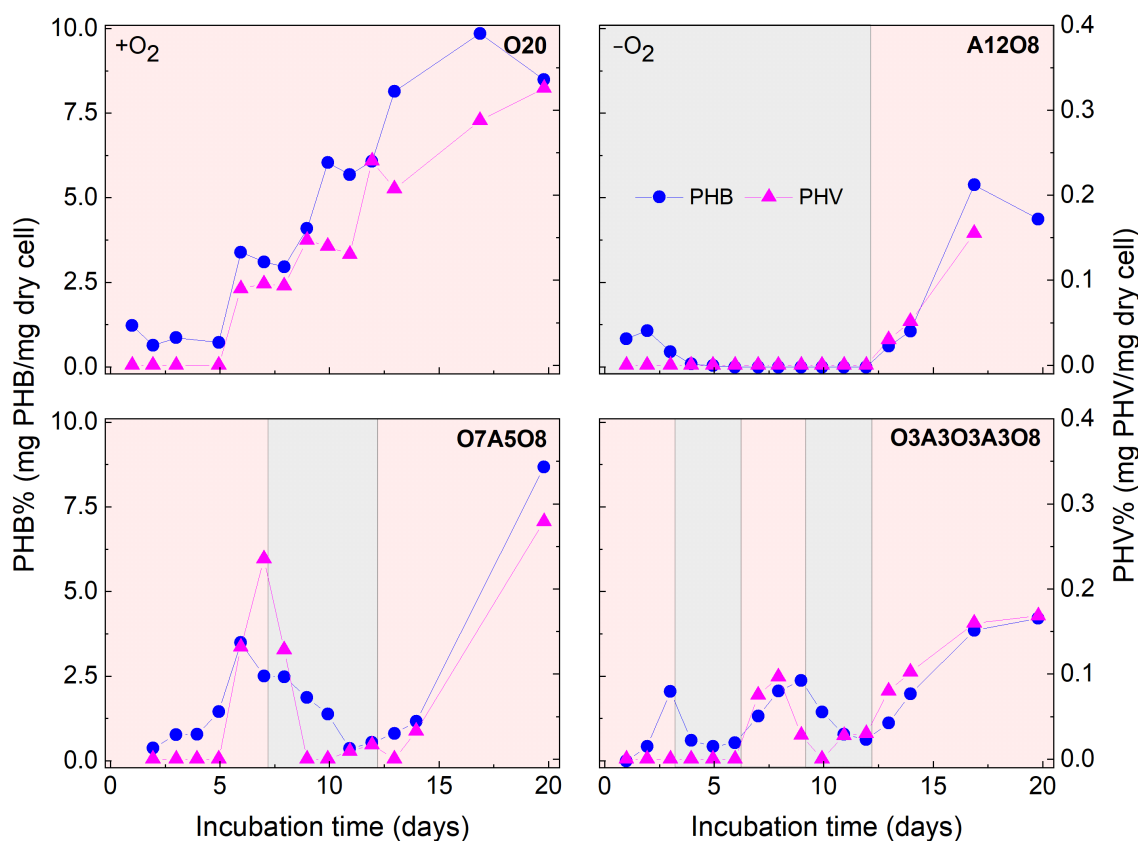 10.0
7.5
5.0
2.5
0.0
+O2
O20
−O2
A12O8
PHB
PHV
0.4
0.3
0.2
0.1
0.0
10.0
7.5
5.0
2.5
0.0
O7A5O8
O3A3O3A3O8
0.4
0.3
0.2
0.1
0.0
0 5 10 15 20
0 5 10 15 20
Incubation time (days)
Incubation time (days)
PHB% (mg PHB/mg dry cell)
PHV% (mg PHV/mg dry cell)